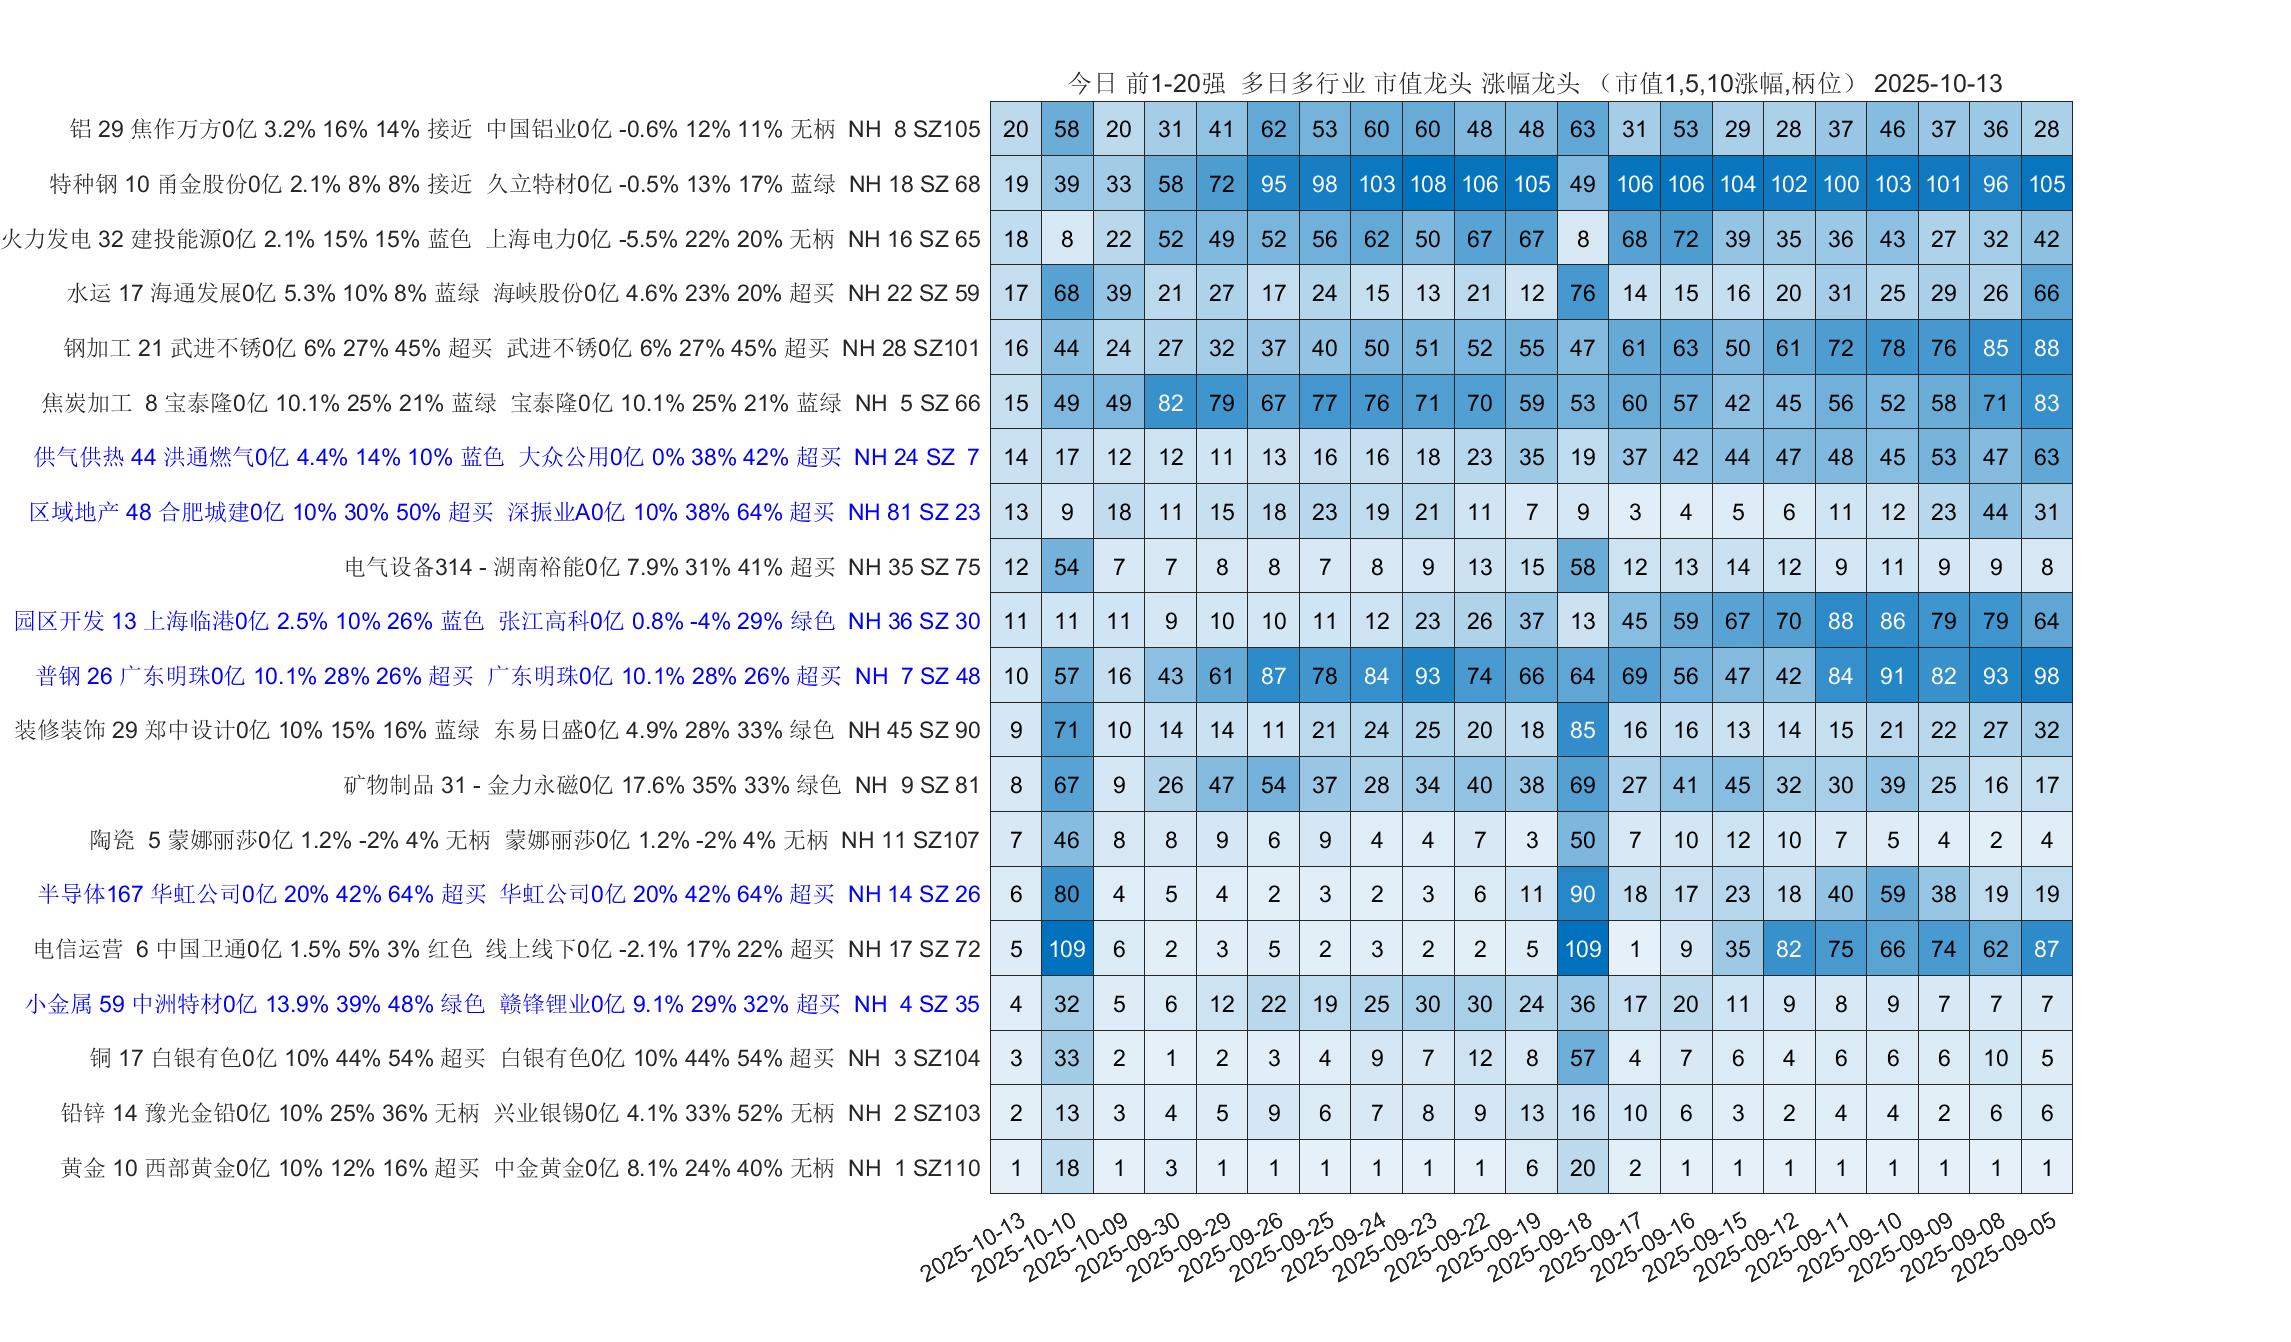 今日 前1-20强  多日多行业 市值龙头 涨幅龙头 （市值1,5,10涨幅,柄位） 2025-10-13
铝 29 焦作万方0亿 3.2% 16% 14% 接近  中国铝业0亿 -0.6% 12% 11% 无柄  NH  8 SZ105 20 58 20 31 41 62 53 60 60 48 48 63 31 53 29 28 37 46 37 36 28
特种钢 10 甬金股份0亿 2.1% 8% 8% 接近  久立特材0亿 -0.5% 13% 17% 蓝绿  NH 18 SZ 68 19 39 33 58 72 95 98 103 108 106 105 49 106 106 104 102 100 103 101 96 105
火力发电 32 建投能源0亿 2.1% 15% 15% 蓝色  上海电力0亿 -5.5% 22% 20% 无柄  NH 16 SZ 65 18 8 22 52 49 52 56 62 50 67 67 8 68 72 39 35 36 43 27 32 42
水运 17 海通发展0亿 5.3% 10% 8% 蓝绿  海峡股份0亿 4.6% 23% 20% 超买  NH 22 SZ 59 17 68 39 21 27 17 24 15 13 21 12 76 14 15 16 20 31 25 29 26 66
钢加工 21 武进不锈0亿 6% 27% 45% 超买  武进不锈0亿 6% 27% 45% 超买  NH 28 SZ101 16 44 24 27 32 37 40 50 51 52 55 47 61 63 50 61 72 78 76 85 88
焦炭加工  8 宝泰隆0亿 10.1% 25% 21% 蓝绿  宝泰隆0亿 10.1% 25% 21% 蓝绿  NH  5 SZ 66 15 49 49 82 79 67 77 76 71 70 59 53 60 57 42 45 56 52 58 71 83
供气供热 44 洪通燃气0亿 4.4% 14% 10% 蓝色  大众公用0亿 0% 38% 42% 超买  NH 24 SZ  7 14 17 12 12 11 13 16 16 18 23 35 19 37 42 44 47 48 45 53 47 63
区域地产 48 合肥城建0亿 10% 30% 50% 超买  深振业A0亿 10% 38% 64% 超买  NH 81 SZ 23 13 9 18 11 15 18 23 19 21 11 7 9 3 4 5 6 11 12 23 44 31
电气设备314 - 湖南裕能0亿 7.9% 31% 41% 超买  NH 35 SZ 75 12 54 7 7 8 8 7 8 9 13 15 58 12 13 14 12 9 11 9 9 8
园区开发 13 上海临港0亿 2.5% 10% 26% 蓝色  张江高科0亿 0.8% -4% 29% 绿色  NH 36 SZ 30 11 11 11 9 10 10 11 12 23 26 37 13 45 59 67 70 88 86 79 79 64
普钢 26 广东明珠0亿 10.1% 28% 26% 超买  广东明珠0亿 10.1% 28% 26% 超买  NH  7 SZ 48 10 57 16 43 61 87 78 84 93 74 66 64 69 56 47 42 84 91 82 93 98
装修装饰 29 郑中设计0亿 10% 15% 16% 蓝绿  东易日盛0亿 4.9% 28% 33% 绿色  NH 45 SZ 90 9 71 10 14 14 11 21 24 25 20 18 85 16 16 13 14 15 21 22 27 32
矿物制品 31 - 金力永磁0亿 17.6% 35% 33% 绿色  NH  9 SZ 81 8 67 9 26 47 54 37 28 34 40 38 69 27 41 45 32 30 39 25 16 17
陶瓷  5 蒙娜丽莎0亿 1.2% -2% 4% 无柄  蒙娜丽莎0亿 1.2% -2% 4% 无柄  NH 11 SZ107 7 46 8 8 9 6 9 4 4 7 3 50 7 10 12 10 7 5 4 2 4
半导体167 华虹公司0亿 20% 42% 64% 超买  华虹公司0亿 20% 42% 64% 超买  NH 14 SZ 26 6 80 4 5 4 2 3 2 3 6 11 90 18 17 23 18 40 59 38 19 19
电信运营  6 中国卫通0亿 1.5% 5% 3% 红色  线上线下0亿 -2.1% 17% 22% 超买  NH 17 SZ 72 5 109 6 2 3 5 2 3 2 2 5 109 1 9 35 82 75 66 74 62 87
小金属 59 中洲特材0亿 13.9% 39% 48% 绿色  赣锋锂业0亿 9.1% 29% 32% 超买  NH  4 SZ 35 4 32 5 6 12 22 19 25 30 30 24 36 17 20 11 9 8 9 7 7 7
铜 17 白银有色0亿 10% 44% 54% 超买  白银有色0亿 10% 44% 54% 超买  NH  3 SZ104 3 33 2 1 2 3 4 9 7 12 8 57 4 7 6 4 6 6 6 10 5
铅锌 14 豫光金铅0亿 10% 25% 36% 无柄  兴业银锡0亿 4.1% 33% 52% 无柄  NH  2 SZ103 2 13 3 4 5 9 6 7 8 9 13 16 10 6 3 2 4 4 2 6 6
黄金 10 西部黄金0亿 10% 12% 16% 超买  中金黄金0亿 8.1% 24% 40% 无柄  NH  1 SZ110 1 18 1 3 1 1 1 1 1 1 6 20 2 1 1 1 1 1 1 1 1
2025-10-13 2025-10-10 2025-10-09 2025-09-30 2025-09-29 2025-09-26 2025-09-25 2025-09-24 2025-09-23 2025-09-22 2025-09-19 2025-09-18 2025-09-17 2025-09-16 2025-09-15 2025-09-12 2025-09-11 2025-09-10 2025-09-09 2025-09-08 2025-09-05